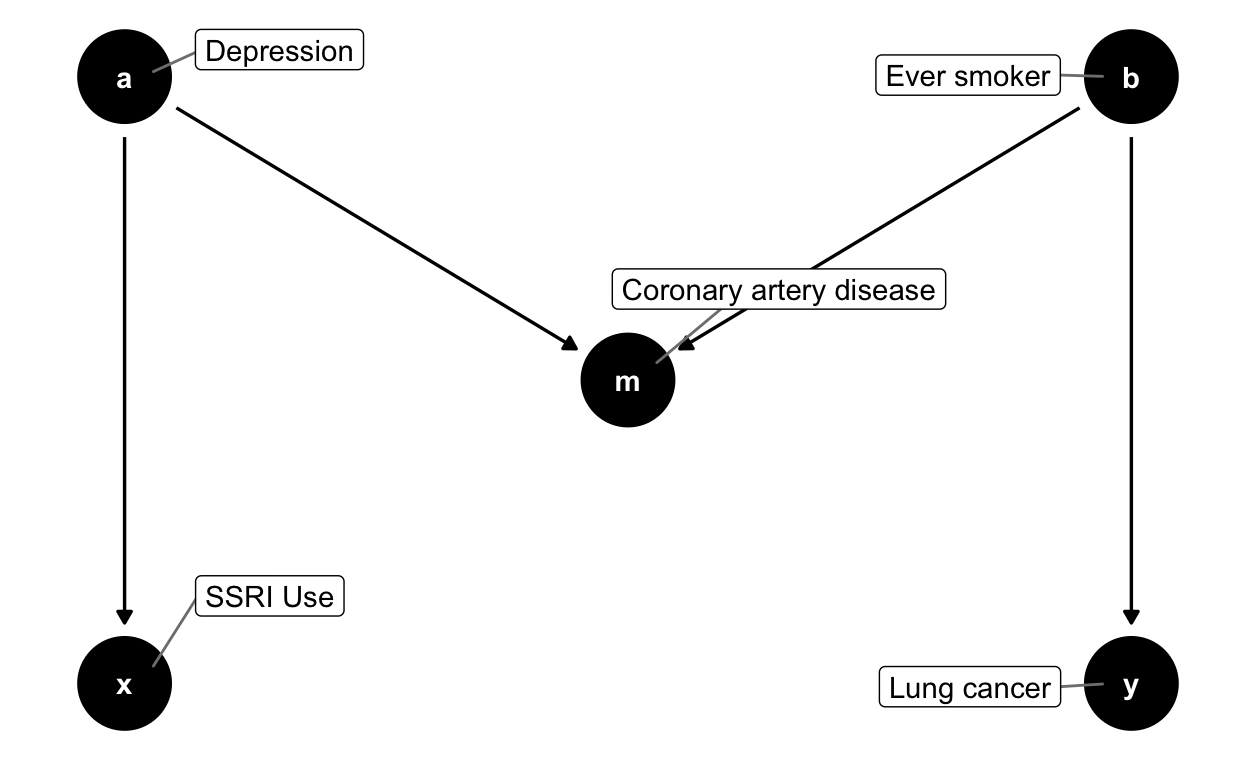 a
Depression
Ever smoker
b
Coronary artery disease
m
SSRI Use
x
Lung cancer
y